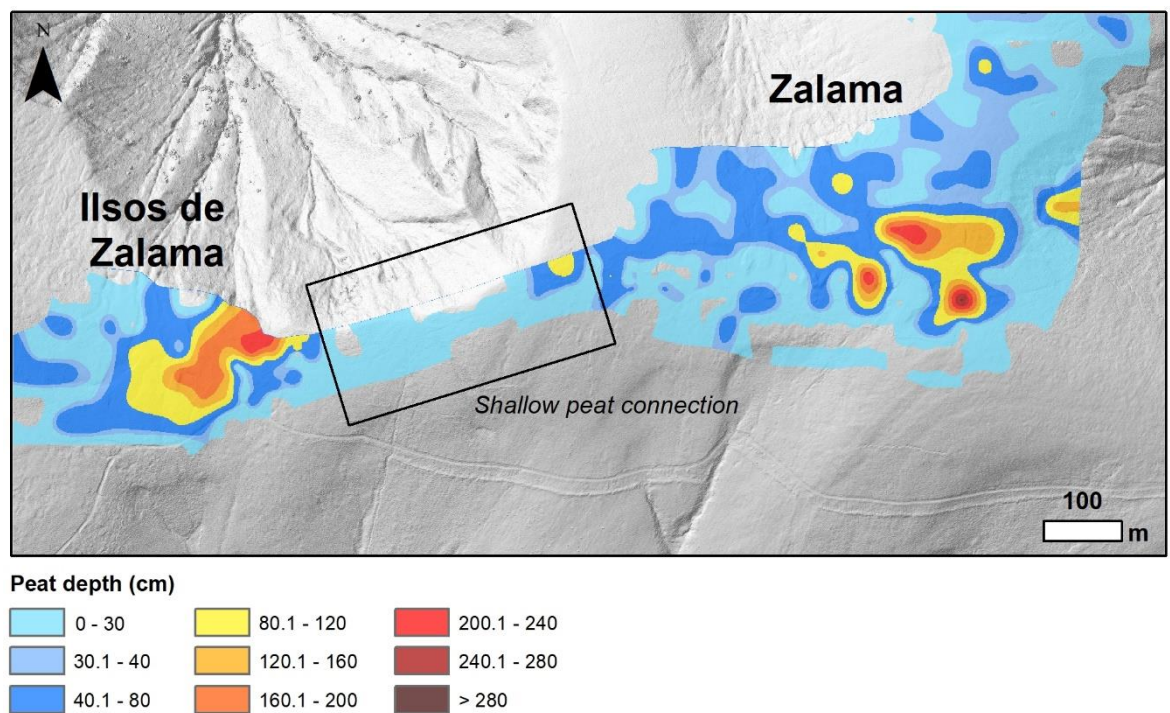 N
Zalama
Ilsos de
Zalama
Shallow peat connection
100
m
Peat depth (cm)
0 - 30
30.1 - 40
40.1 - 80
80.1 - 120
120.1 - 160
160.1 - 200
200.1 - 240
240.1 - 280
> 280